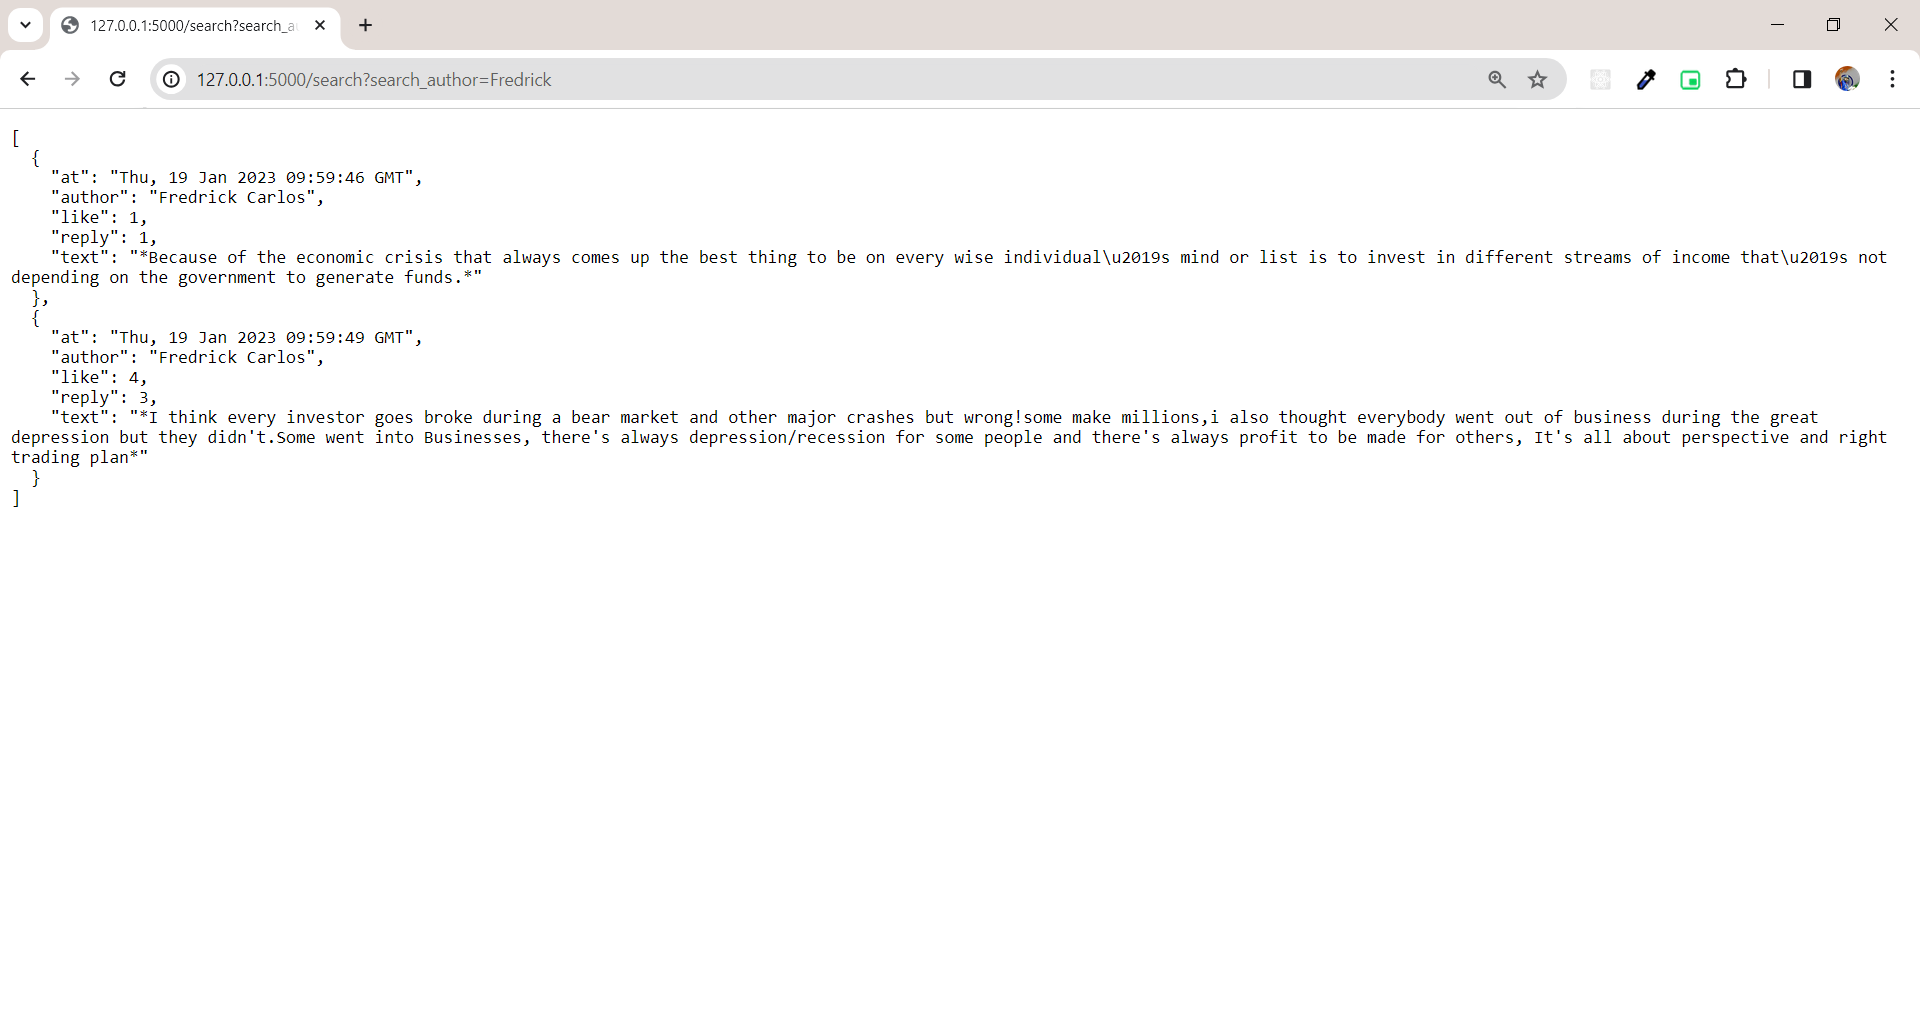 127.0.0.1:5000/search?search_a
127.0.0.1:5000/search?search_author=Fredrick
[
  {
    "at": "Thu, 19 Jan 2023 09:59:46 GMT",
    "author": "Fredrick Carlos",
    "like": 1,
    "reply": 1,
    "text": "*Because of the economic crisis that always comes up the best thing to be on every wise individual\u2019s mind or list is to invest in different streams of income that\u2019s not
depending on the government to generate funds.*"
  },
  {
    "at": "Thu, 19 Jan 2023 09:59:49 GMT",
    "author": "Fredrick Carlos",
    "like": 4,
    "reply": 3,
    "text": "*I think every investor goes broke during a bear market and other major crashes but wrong!some make millions,i also thought everybody went out of business during the great
depression but they didn't.Some went into Businesses, there's always depression/recession for some people and there's always profit to be made for others, It's all about perspective and right
trading plan*"
  }
]